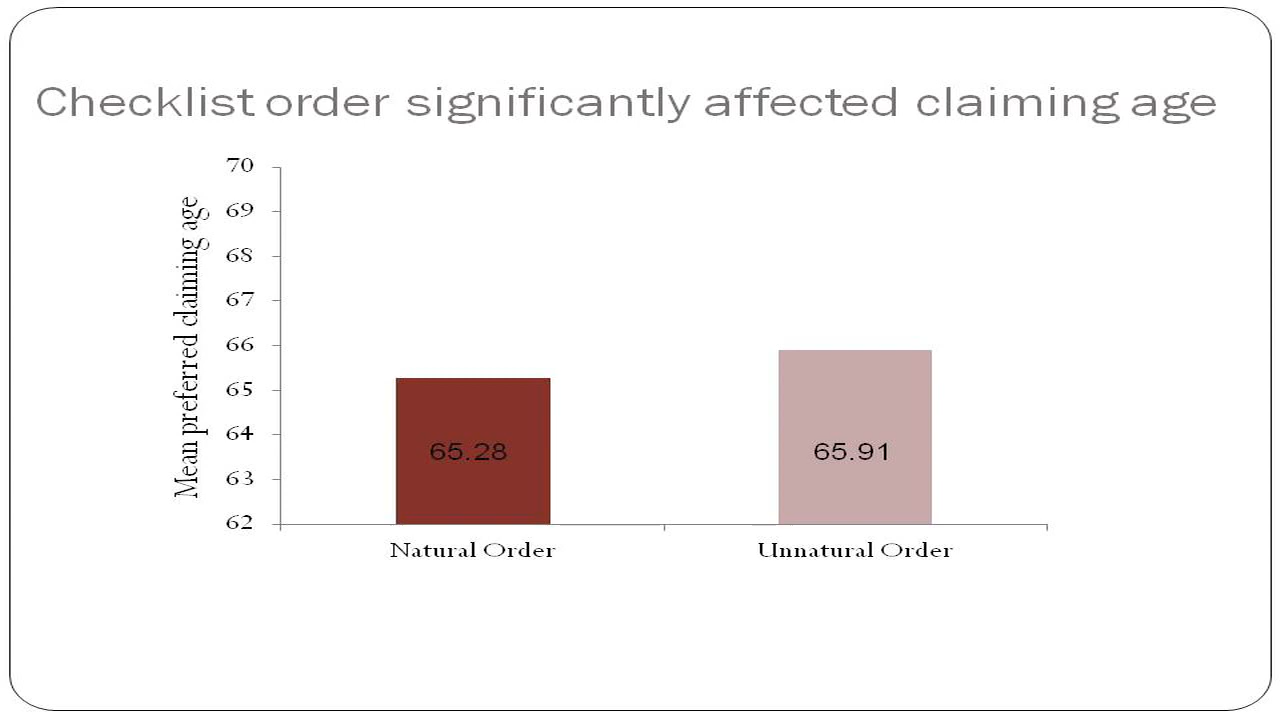 Checklist order significantly affected claiming age
Mean preferred claiming age
70
69
68
67
66
65
64
63
62
65.28
65.91
Natural Order
Unnatural Order